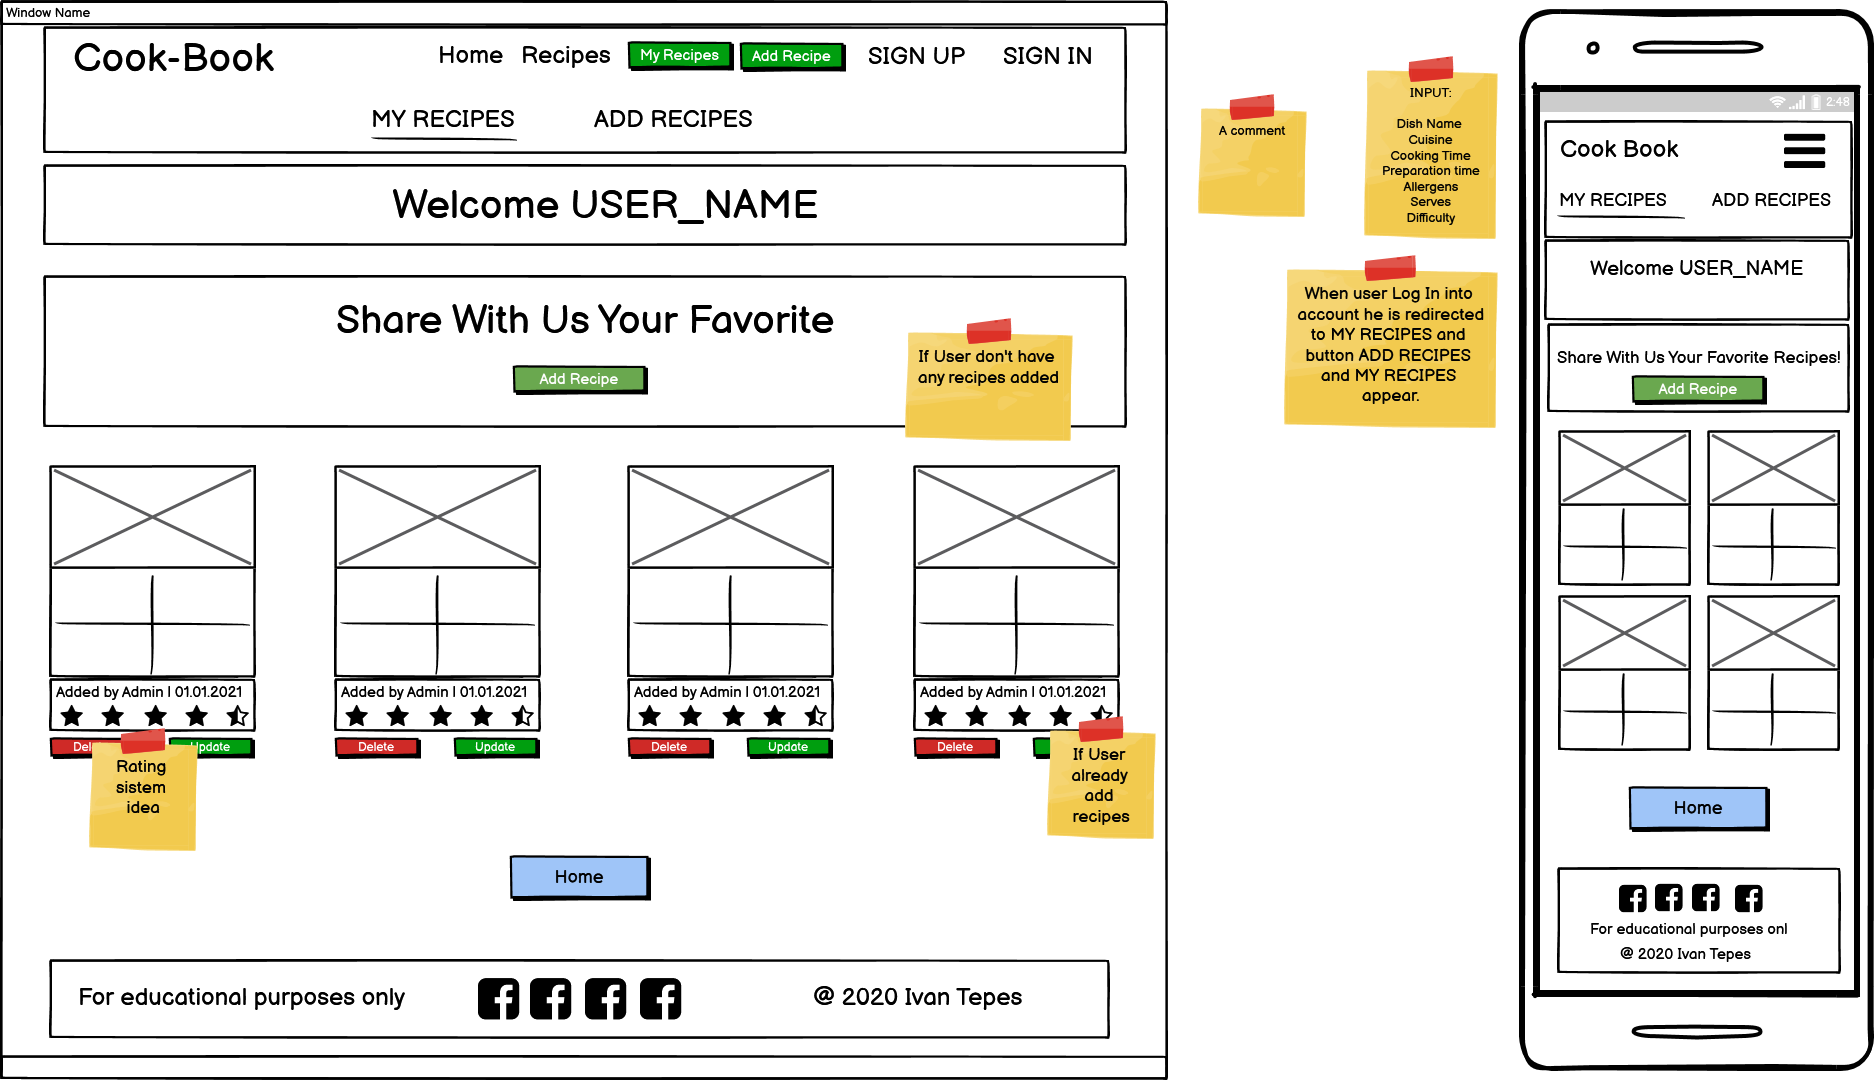 Window Name
Cook-Book
Home Recipes My Recipes Add Recipe SIGN UP SIGN IN
MY RECIPES ADD RECIPES
Welcome USER_NAME
Share With Us Your Favorite
Add Recipe
If User don't have
any recipes added
Added by Admin | 01.01.2021
Added by Admin | 01.01.2021
Added by Admin | 01.01.2021
Added by Admin | 01.01.2021
Delete Update
Delete Update
Delete
Rating
sistem
idea
If User
already
add
recipes
Home
For educational purposes only
@ 2020 Ivan Tepes
A comment
INPUT:
Dish Name
Cuisine
Cooking Time
Preparation time
Allergens
Serves
Difficulty
When user Log In into
account he is redirected
to MY RECIPES and
button ADD RECIPES
and MY RECIPES
appear.
2:48
Cook Book
MY RECIPES ADD RECIPES
Welcome USER_NAME
Share With Us Your Favorite Recipes!
Add Recipe
Home
For educational purposes onl
@ 2020 Ivan Tepes